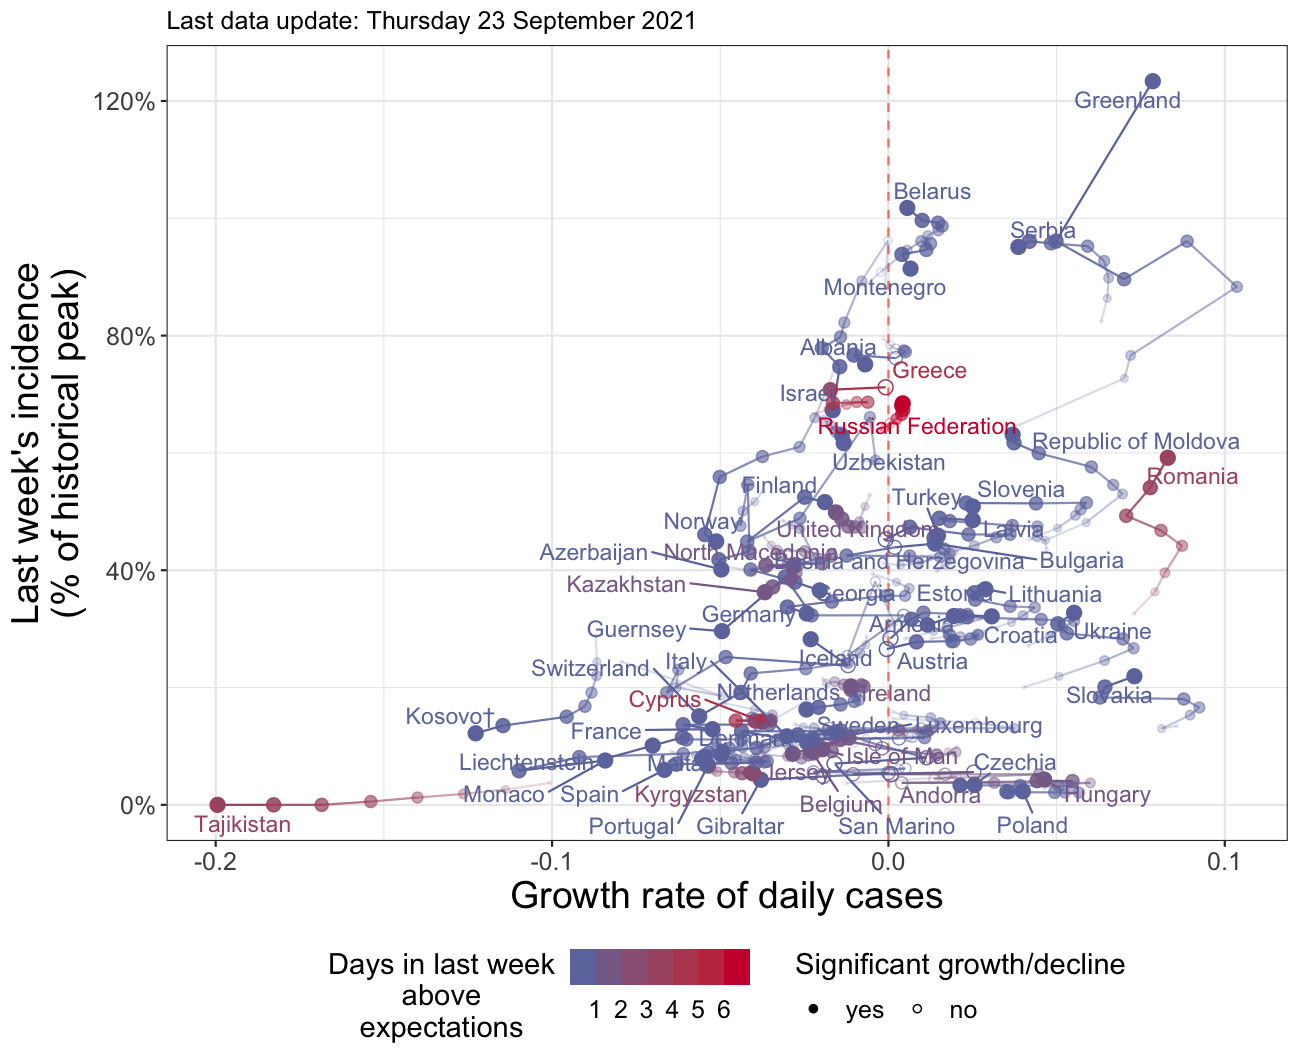 Last data update: Thursday 23 September 2021
Last week's incidence
(% of historical peak)
120%
80%
40%
0%
Greenland
Belarus
Serbia
Montenegro
Albania
Greece
Israel
Russian Federation
Republic of Moldova
Uzbekistan
Romania
Finland
Slovenia
Turkey
Norway
United Kingdom
Latvia
Azerbaijan
North Macedonia
Bosnia and Herzegovina
Bulgaria
Kazakhstan
Georgia
Estonia
Lithuania
Germany
Guernsey
Armenia
Croatia
Ukraine
Switzerland
Italy
Iceland
Austria
Cyprus
Netherlands
Ireland
Slovakia
Kosovo†
France
Denmark
Sweden
Luxembourg
Liechtenstein
Malta
Jersey
Isle of Man
Czechia
Monaco
Spain
Kyrgyzstan
Belgium
Andorra
Hungary
Tajikistan
Portugal
Gibraltar
San Marino
Poland
-0.2
-0.1
0.0
0.1
Growth rate of daily cases
Days in last week
above
expectations
1 2 3 4 5 6
Significant growth/decline
yes
no